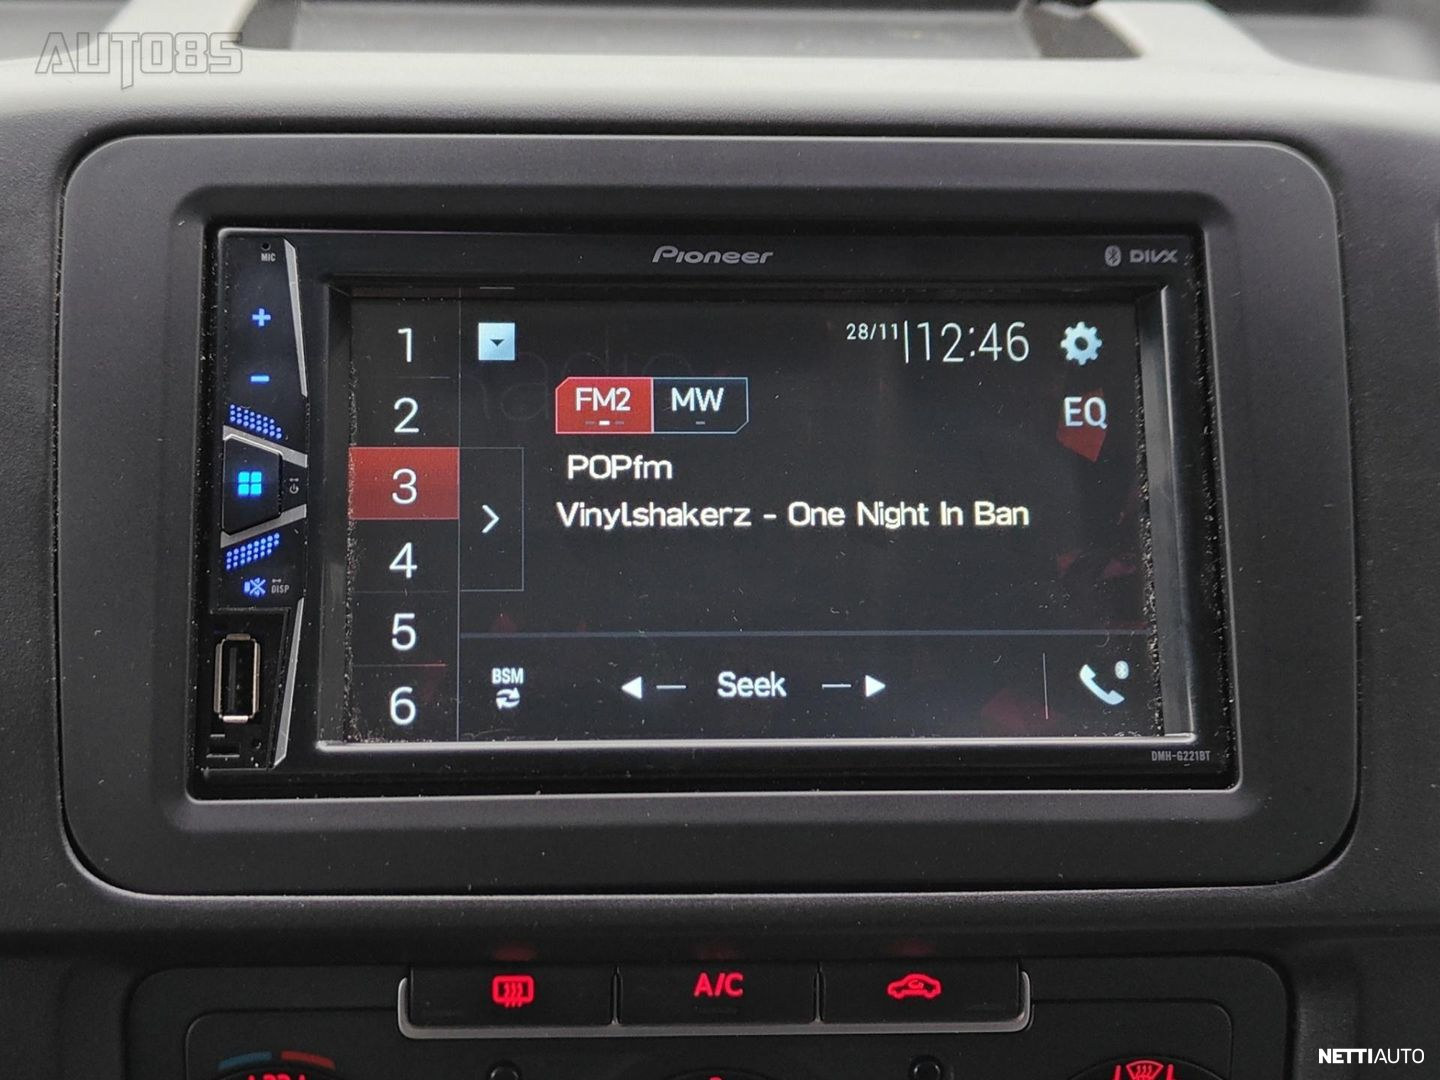 AUTO85
Pioneer
DIVX
MIC
+
-
1
28/11 12:46
2
FM2 MW
EQ
POPfm
3
Vinylshakerz - One Night In Ban
4
DISP
5
BSM
Seek
6
DMH-G221BT
A/C
NETTIAUTO